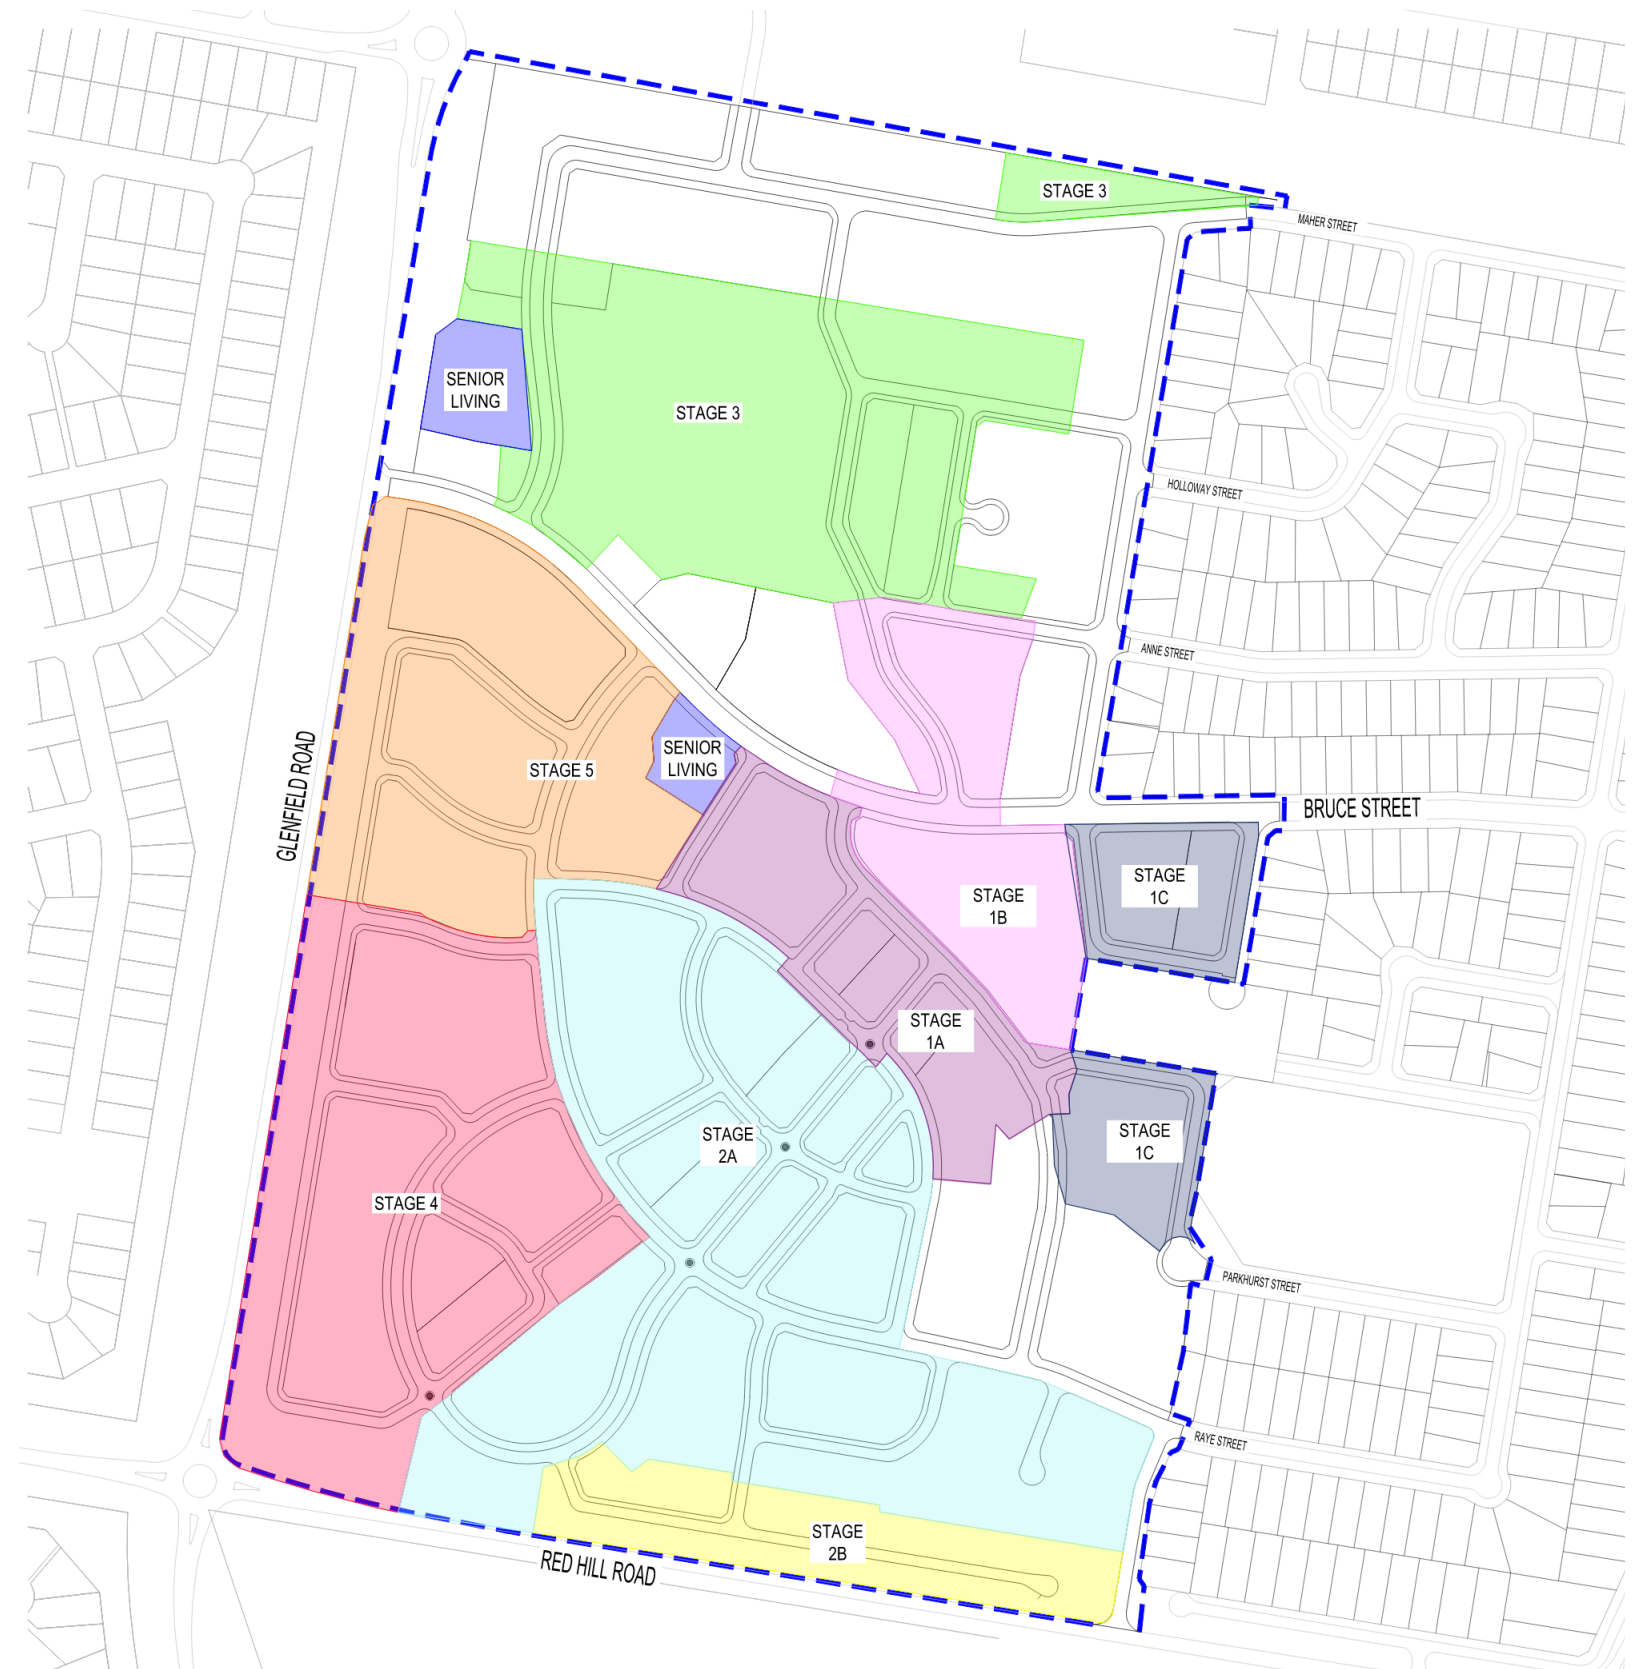 STAGE 3
MAHER STREET
SENIOR
LIVING
STAGE 3
HOLLOWAY STREET
ANNE STREET
GLENFIELD ROAD
STAGE 5
SENIOR
LIVING
BRUCE STREET
STAGE
1B
STAGE
1C
STAGE
1A
STAGE
2A
STAGE
1C
STAGE 4
PARKHURST STREET
RAYE STREET
STAGE
2B
RED HILL ROAD